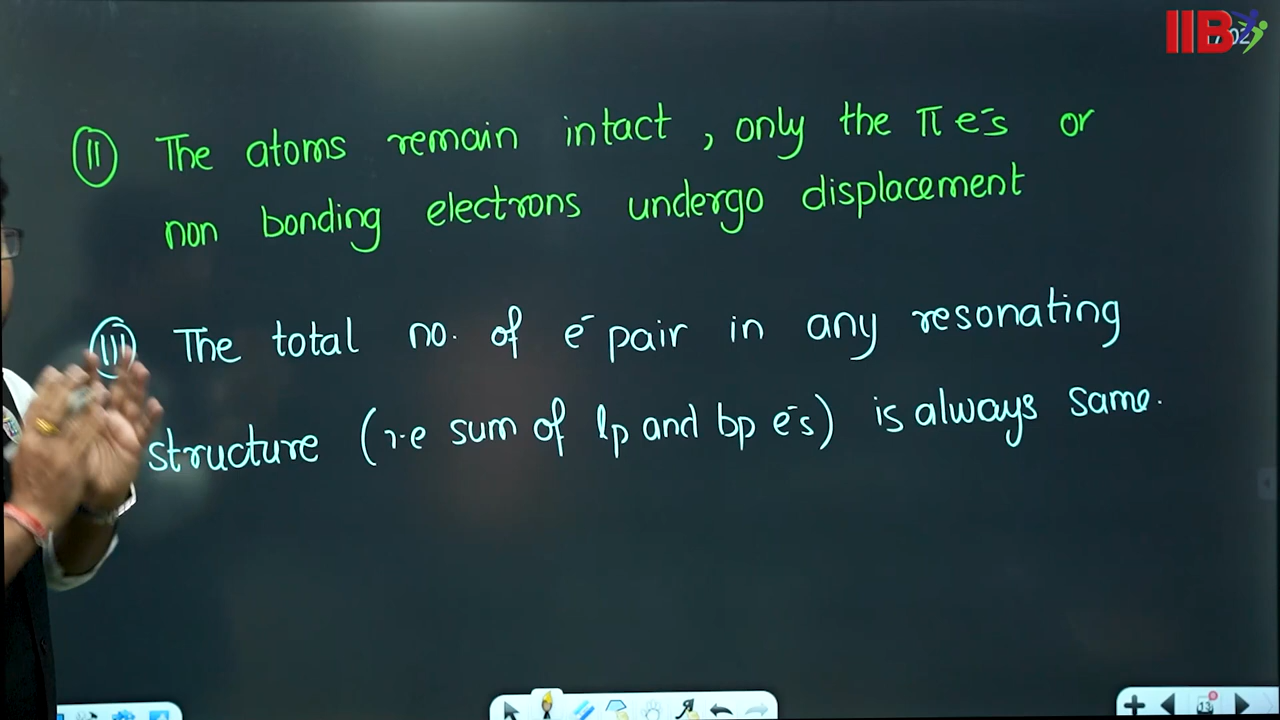 IIB
(II) The atoms remain intact, only the π e⁻s or
non bonding electrons undergo displacement
(III) The total no. of e⁻ pair in any resonating
structure (i.e sum of lp and bp e⁻s) is always same.
13